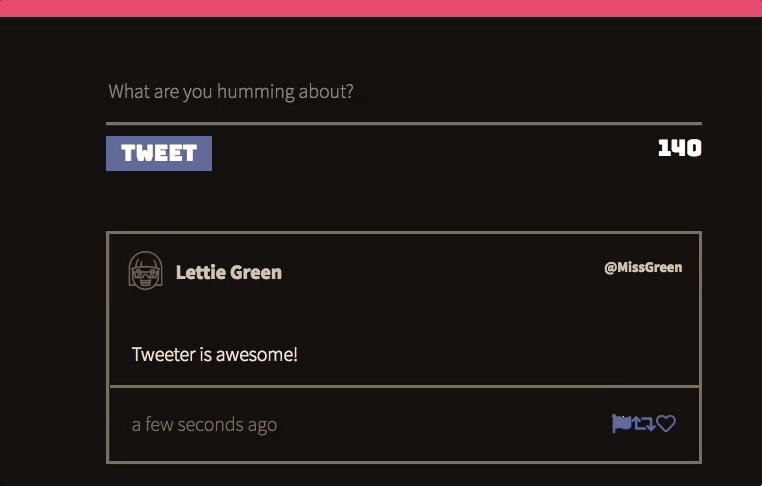 What are you humming about?
TWEET 140
Lettie Green @MissGreen
Tweeter is awesome!
a few seconds ago